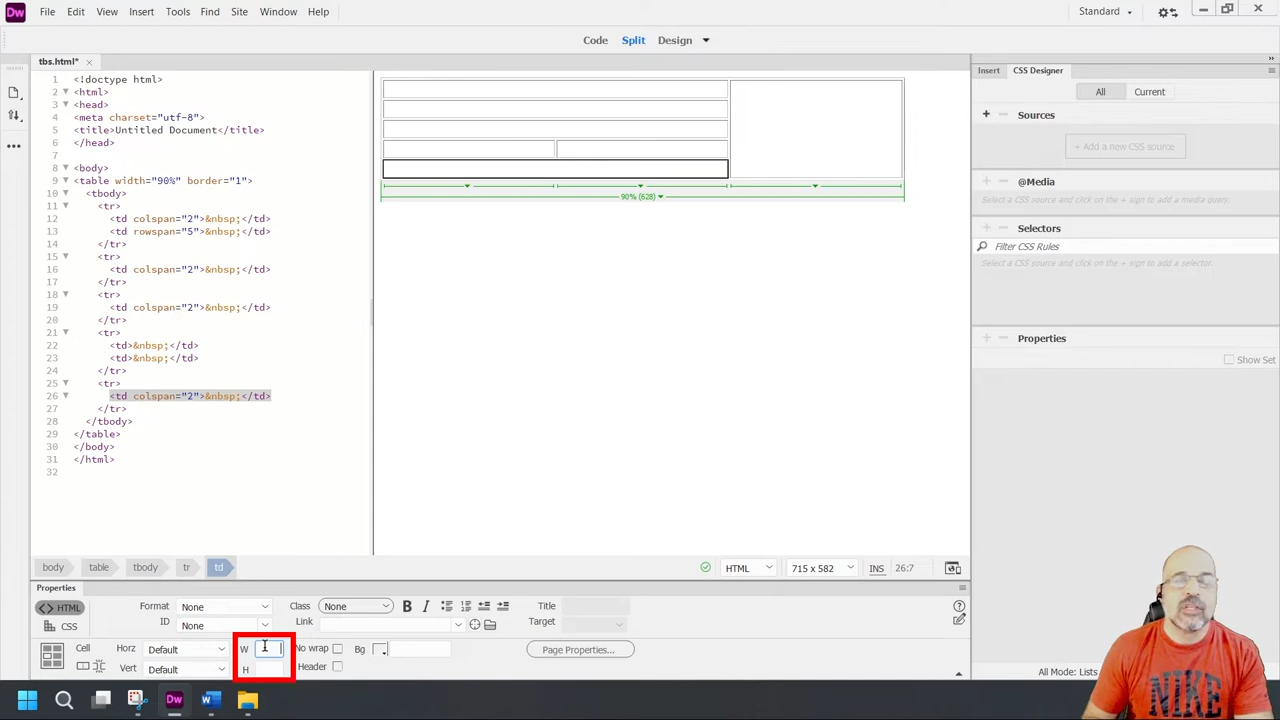 Dw File Edit View Insert Tools Find Site Window Help Standard
Code Split Design
tbs.html*
1 <!doctype html>
2 <html>
3 <head>
4 <meta charset="utf-8">
5 <title>Untitled Document</title>
6 </head>
7
8 <body>
9 <table width="90%" border="1">
10 <tbody>
11 <tr>
12 <td colspan="2">&nbsp;</td>
13 <td rowspan="5">&nbsp;</td>
14 </tr>
15 <tr>
16 <td colspan="2">&nbsp;</td>
17 </tr>
18 <tr>
19 <td colspan="2">&nbsp;</td>
20 </tr>
21 <tr>
22 <td>&nbsp;</td>
23 <td>&nbsp;</td>
24 </tr>
25 <tr>
26 <td colspan="2">&nbsp;</td>
27 </tr>
28 </tbody>
29 </table>
30 </body>
31 </html>
32
90% (628)
Insert CSS Designer
All Current
Sources
+ Add a new CSS source
@Media
Select a CSS source and click on the + sign to add a media query.
Selectors
Filter CSS Rules
Select a CSS source and click on the + sign to add a selector.
Properties
Show Set
body table tbody tr td HTML 715 x 582 INS 26:7
Properties
<> HTML Format None Class None B I Title
CSS ID None Link Target
Cell Horz Default W No wrap Bg Page Properties...
Vert Default H Header
All Mode: Lists
Dw W
NIKE